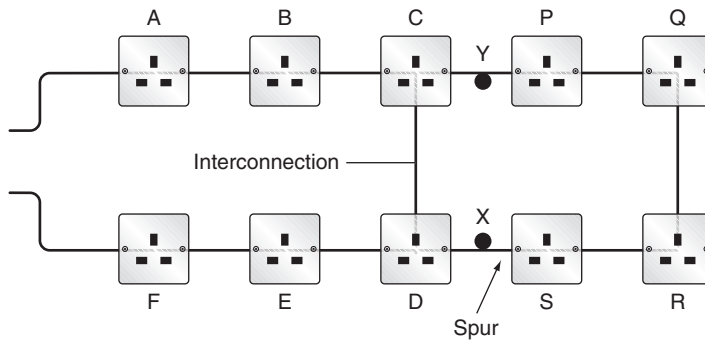 A B C P Q
Y
Interconnection
X
F E D S R
Spur